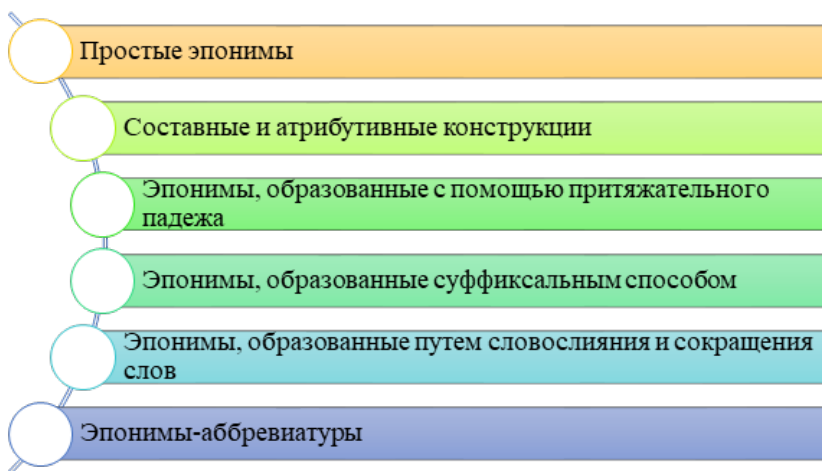 Простые эпонимы
Составные и атрибутивные конструкции
Эпонимы, образованные с помощью притяжательного
падежа
Эпонимы, образованные суффиксальным способом
Эпонимы, образованные путем словослияния и сокращения
слов
Эпонимы-аббревиатуры